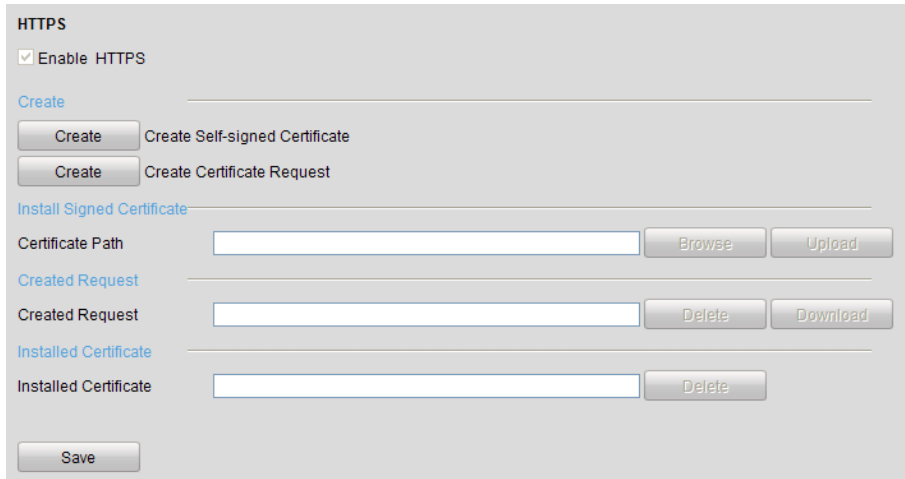 HTTPS
Enable HTTPS
Create
Create Create Self-signed Certificate
Create Create Certificate Request
Install Signed Certificate
Certificate Path Browse Upload
Created Request
Created Request Delete Download
Installed Certificate
Installed Certificate Delete
Save